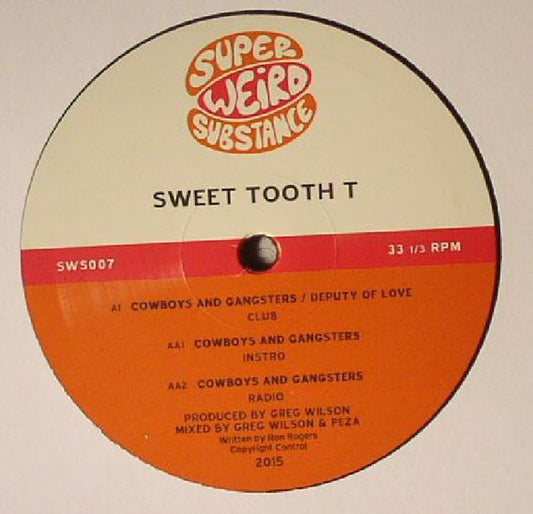 SUPER
WEIRD
SUBSTANCE
SWEET TOOTH T
SWS007 33 1/3 RPM
A1 COWBOYS AND GANGSTERS / DEPUTY OF LOVE
CLUB
AA1 COWBOYS AND GANGSTERS
INSTRO
AA2 COWBOYS AND GANGSTERS
RADIO
PRODUCED BY GREG WILSON
MIXED BY GREG WILSON & PEZA
Written by Ron Rogers
Copyright Control
2015